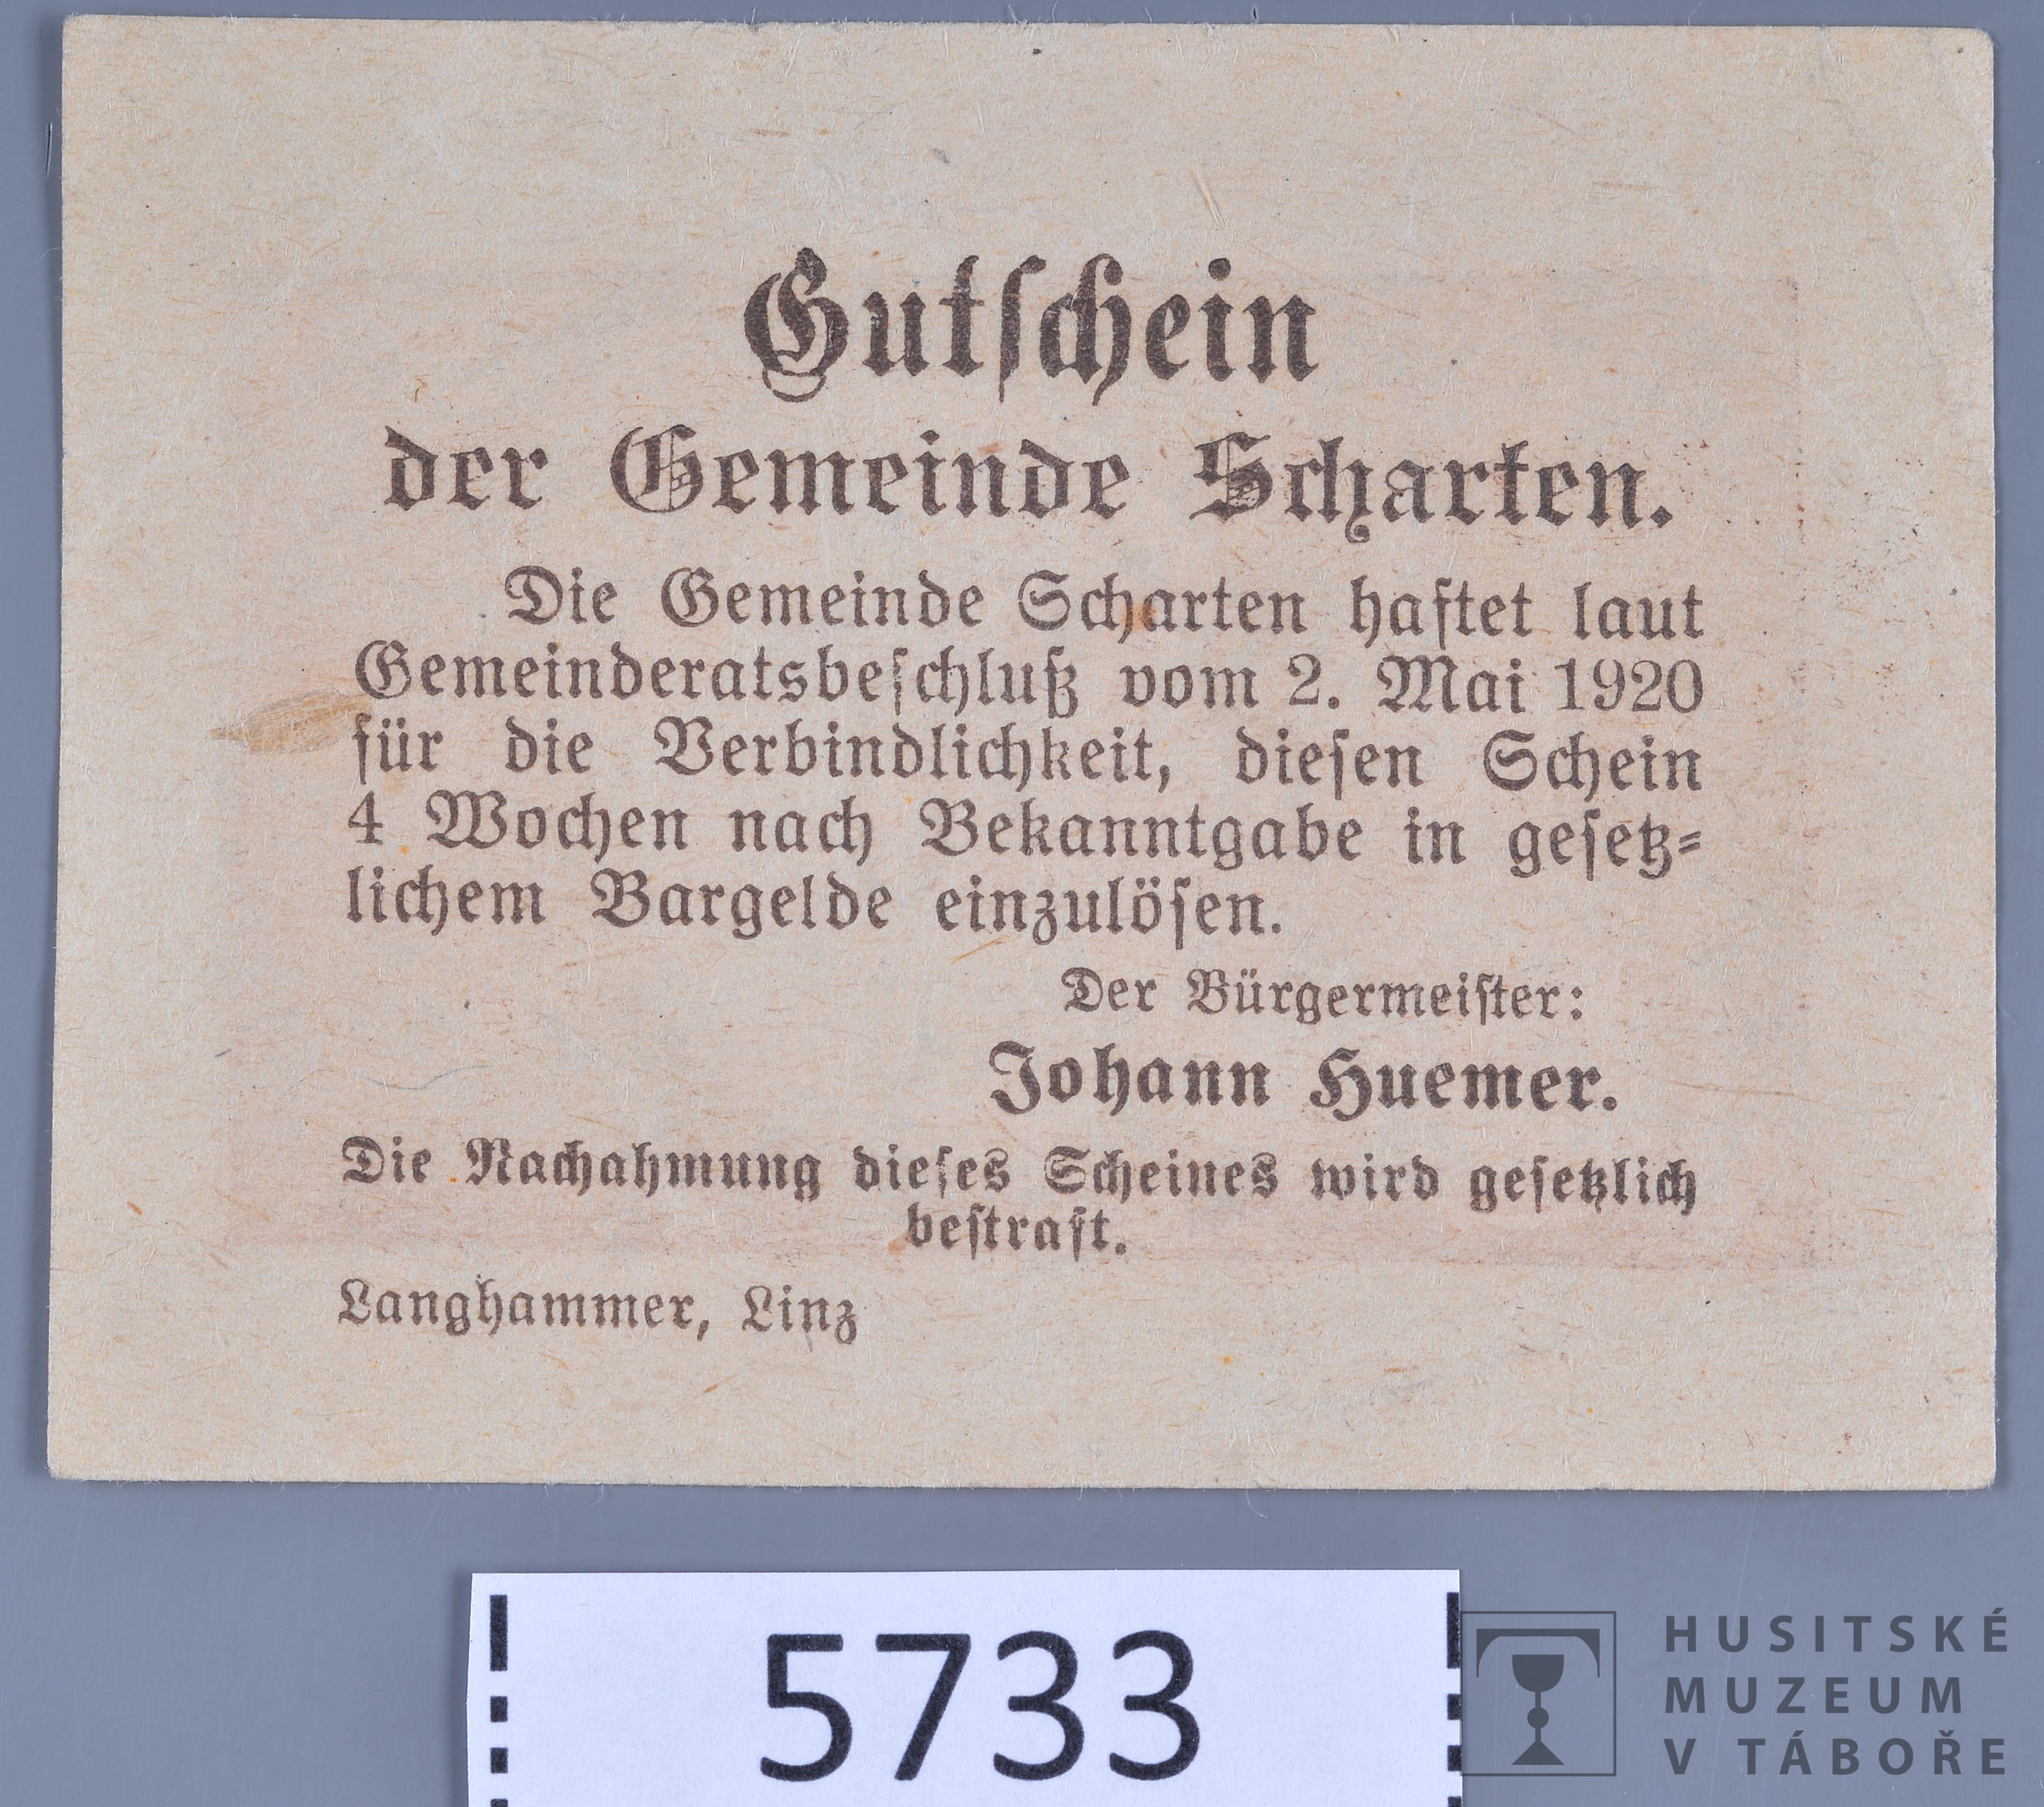 Gutſchein
der Gemeinde Scharten.
Die Gemeinde Scharten haftet laut
Gemeinderatsbeſchluß vom 2. Mai 1920
für die Verbindlichkeit, dieſen Schein
4 Wochen nach Bekanntgabe in geſetz⸗
lichem Bargelde einzulöſen.
Der Bürgermeiſter:
Johann Huemer.
Die Nachahmung dieſes Scheines wird geſetzlich
beſtraft.
Langhammer, Linz
5733
HUSITSKÉ
MUZEUM
V TÁBOŘE